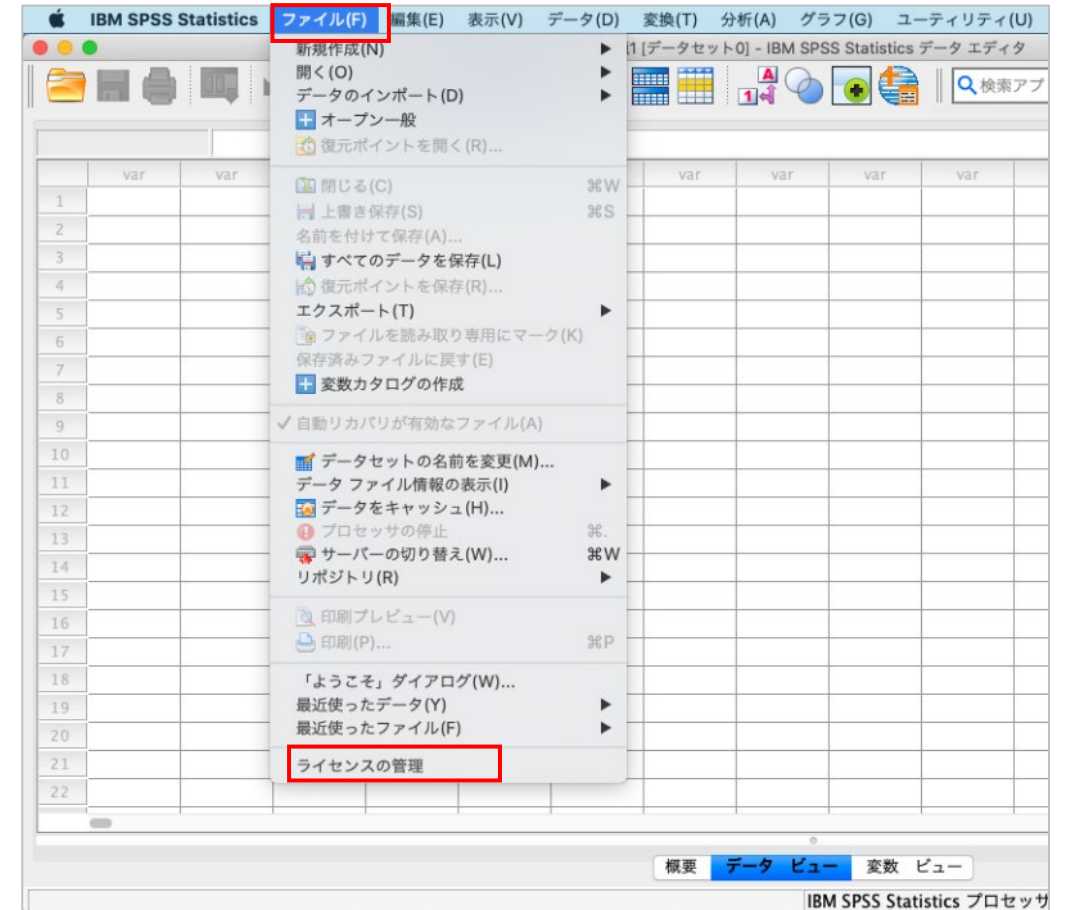 IBM SPSS Statistics ファイル(F) 編集(E) 表示(V) データ(D) 変換(T) 分析(A) グラフ(G) ユーティリティ(U)
[データセット0] - IBM SPSS Statistics データ エディタ
検索アプ
新規作成(N)
開く(O)
データのインポート(D)
オープン一般
復元ポイントを開く(R)...
閉じる(C) ⌘W
上書き保存(S) ⌘S
名前を付けて保存(A)...
すべてのデータを保存(L)
復元ポイントを保存(R)...
エクスポート(T)
ファイルを読み取り専用にマーク(K)
保存済みファイルに戻す(E)
変数カタログの作成
✓ 自動リカバリが有効なファイル(A)
データセットの名前を変更(M)...
データ ファイル情報の表示(I)
データをキャッシュ(H)...
プロセッサの停止 ⌘.
サーバーの切り替え(W)... ⌘W
リポジトリ(R)
印刷プレビュー(V)
印刷(P)... ⌘P
「ようこそ」ダイアログ(W)...
最近使ったデータ(Y)
最近使ったファイル(F)
ライセンスの管理
var var var var var var
1
2
3
4
5
6
7
8
9
10
11
12
13
14
15
16
17
18
19
20
21
22
概要 データ ビュー 変数 ビュー
IBM SPSS Statistics プロセッサ